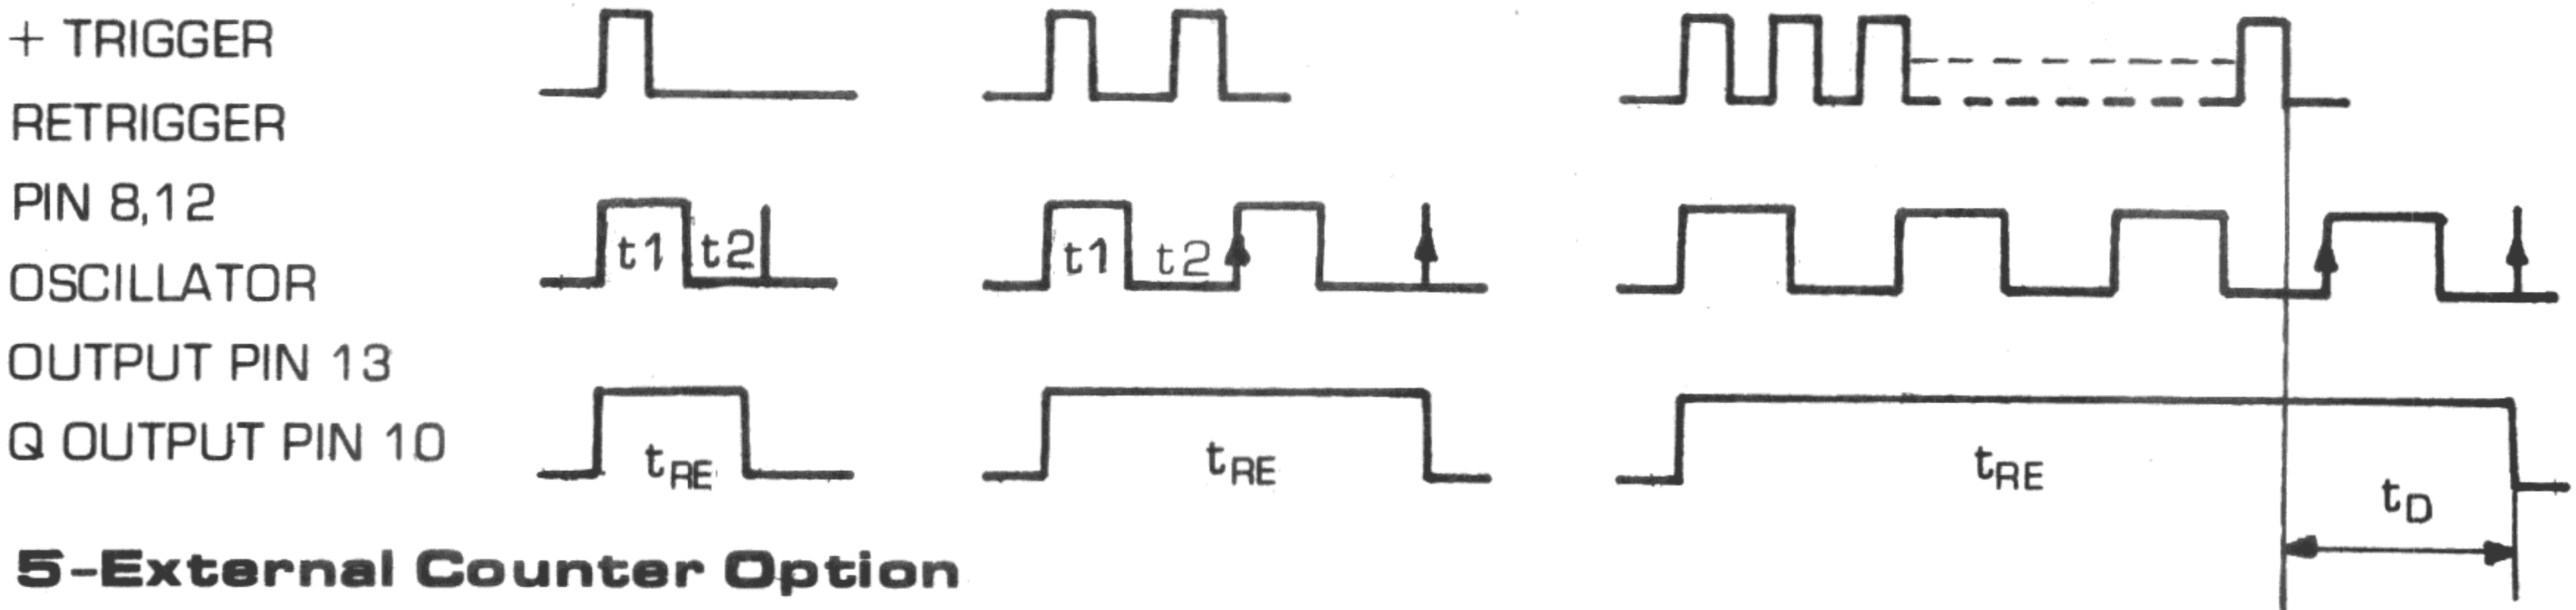 + TRIGGER
RETRIGGER
PIN 8,12
OSCILLATOR
OUTPUT PIN 13
Q OUTPUT PIN 10
t1 t2
t1 t2
tRE
tRE
tRE
tD
5-External Counter Option